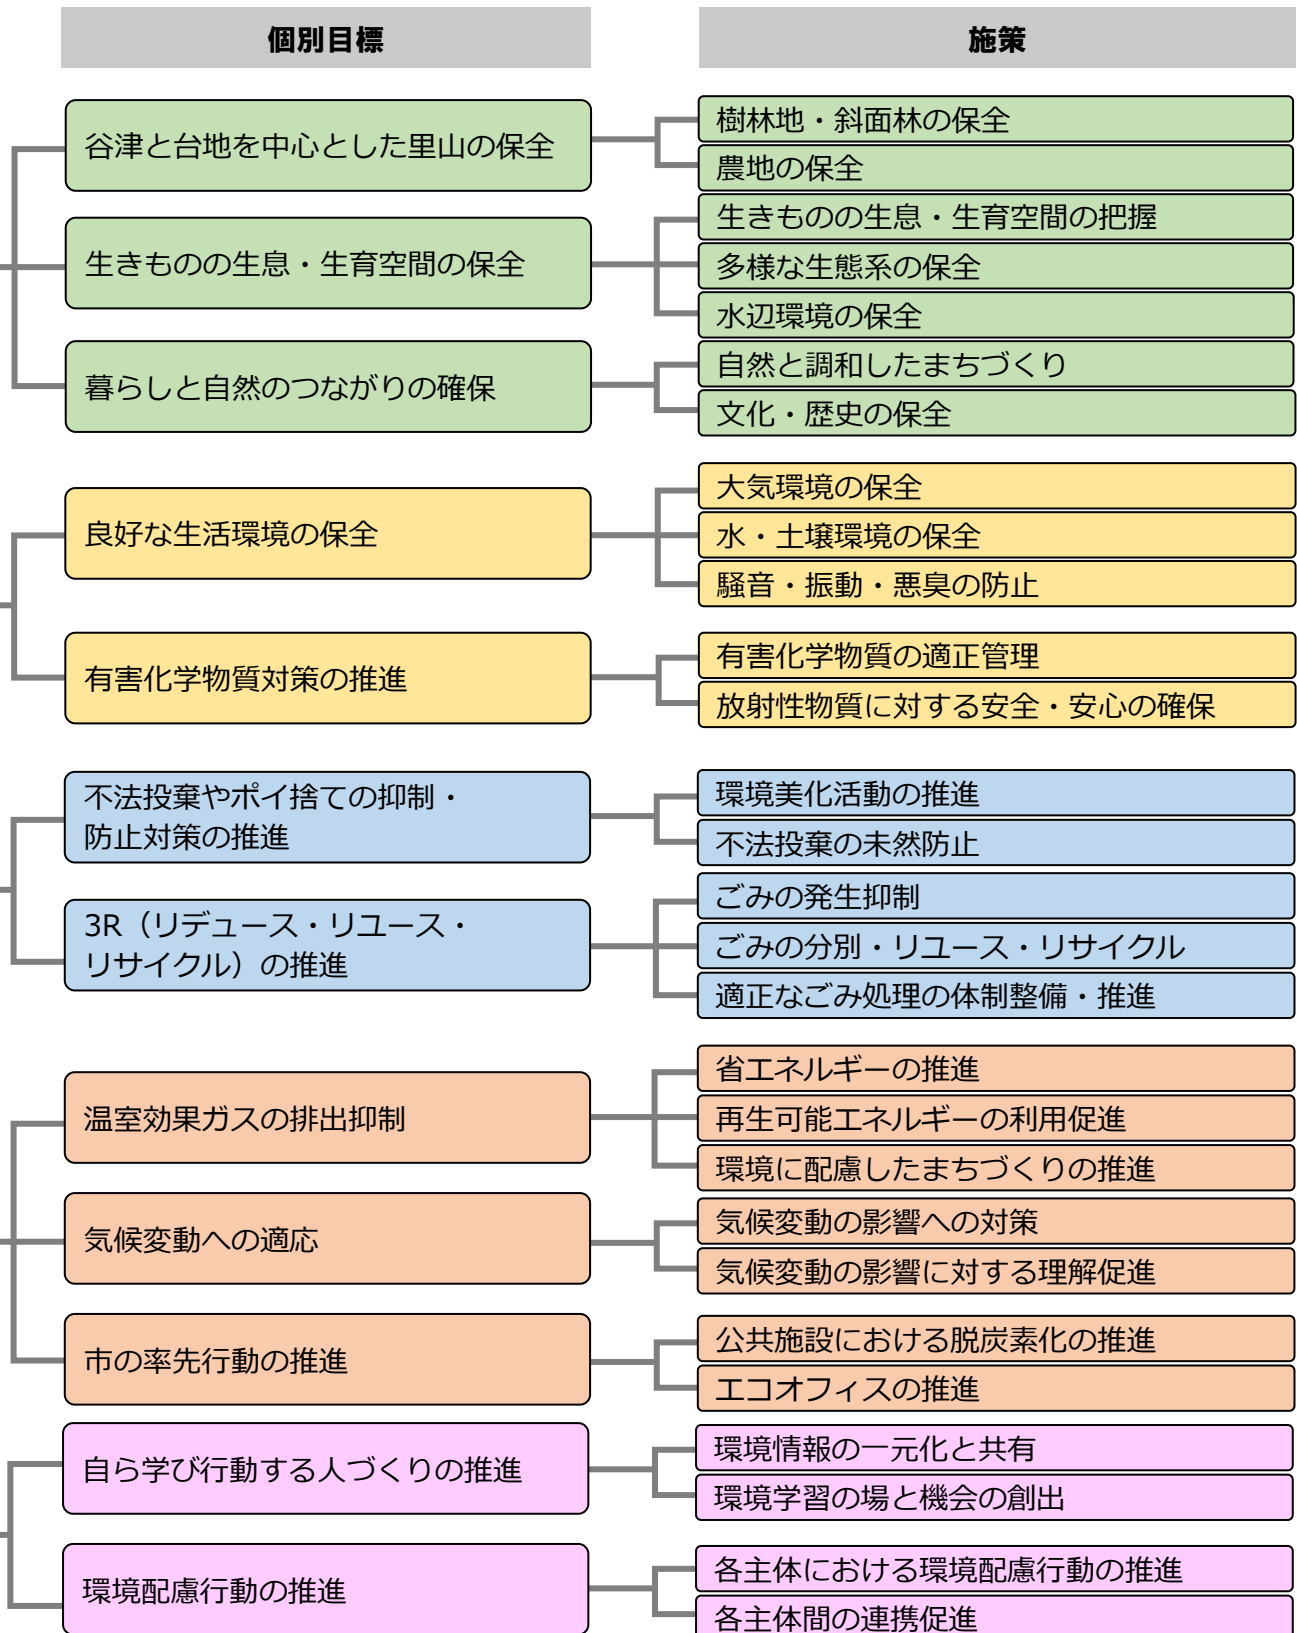 個別目標
施策
谷津と台地を中心とした里山の保全
樹林地・斜面林の保全
農地の保全
生きものの生息・生育空間の保全
生きものの生息・生育空間の把握
多様な生態系の保全
水辺環境の保全
暮らしと自然のつながりの確保
自然と調和したまちづくり
文化・歴史の保全
良好な生活環境の保全
大気環境の保全
水・土壌環境の保全
騒音・振動・悪臭の防止
有害化学物質対策の推進
有害化学物質の適正管理
放射性物質に対する安全・安心の確保
不法投棄やポイ捨ての抑制・
防止対策の推進
環境美化活動の推進
不法投棄の未然防止
3R（リデュース・リユース・
リサイクル）の推進
ごみの発生抑制
ごみの分別・リユース・リサイクル
適正なごみ処理の体制整備・推進
温室効果ガスの排出抑制
省エネルギーの推進
再生可能エネルギーの利用促進
環境に配慮したまちづくりの推進
気候変動への適応
気候変動の影響への対策
気候変動の影響に対する理解促進
市の率先行動の推進
公共施設における脱炭素化の推進
エコオフィスの推進
自ら学び行動する人づくりの推進
環境情報の一元化と共有
環境学習の場と機会の創出
環境配慮行動の推進
各主体における環境配慮行動の推進
各主体間の連携促進